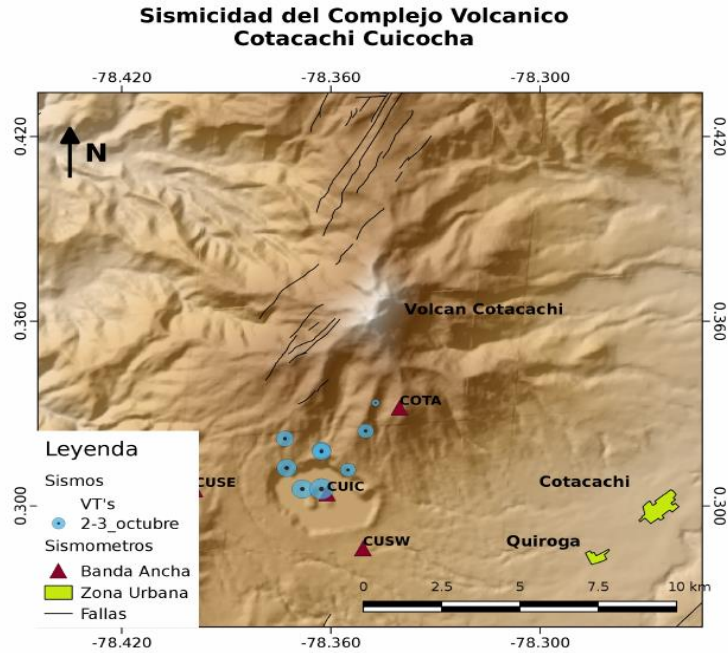 Sismicidad del Complejo Volcanico
Cotacachi Cuicocha
-78.420 -78.360 -78.300
0.420 0.420
N
Volcan Cotacachi
0.360 0.360
COTA
Leyenda
Sismos
VT's
2-3_octubre
Sismometros
Banda Ancha
Zona Urbana
Fallas
CUSE
CUIC
Cotacachi
0.300 0.300
CUSW
Quiroga
0 2.5 5 7.5 10 km
-78.420 -78.360 -78.300